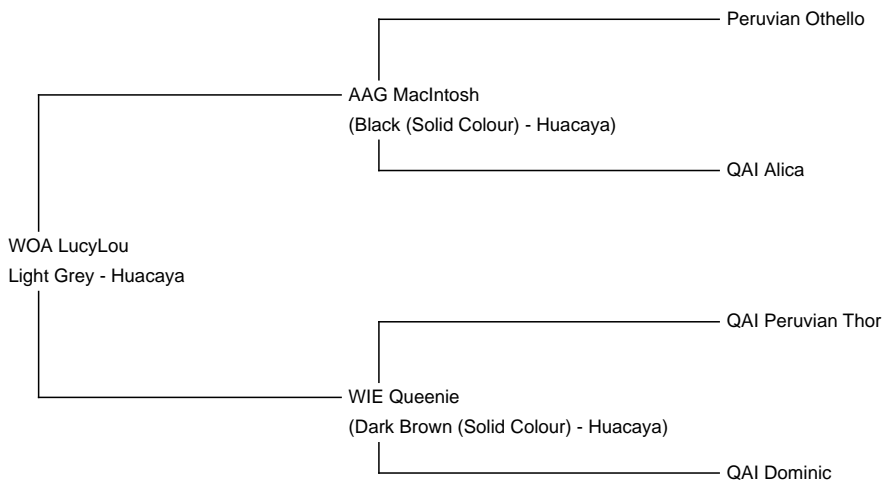 Peruvian Othello
AAG MacIntosh
(Black (Solid Colour) - Huacaya)
QAI Alica
WOA LucyLou
Light Grey - Huacaya
QAI Peruvian Thor
WIE Queenie
(Dark Brown (Solid Colour) - Huacaya)
QAI Dominic